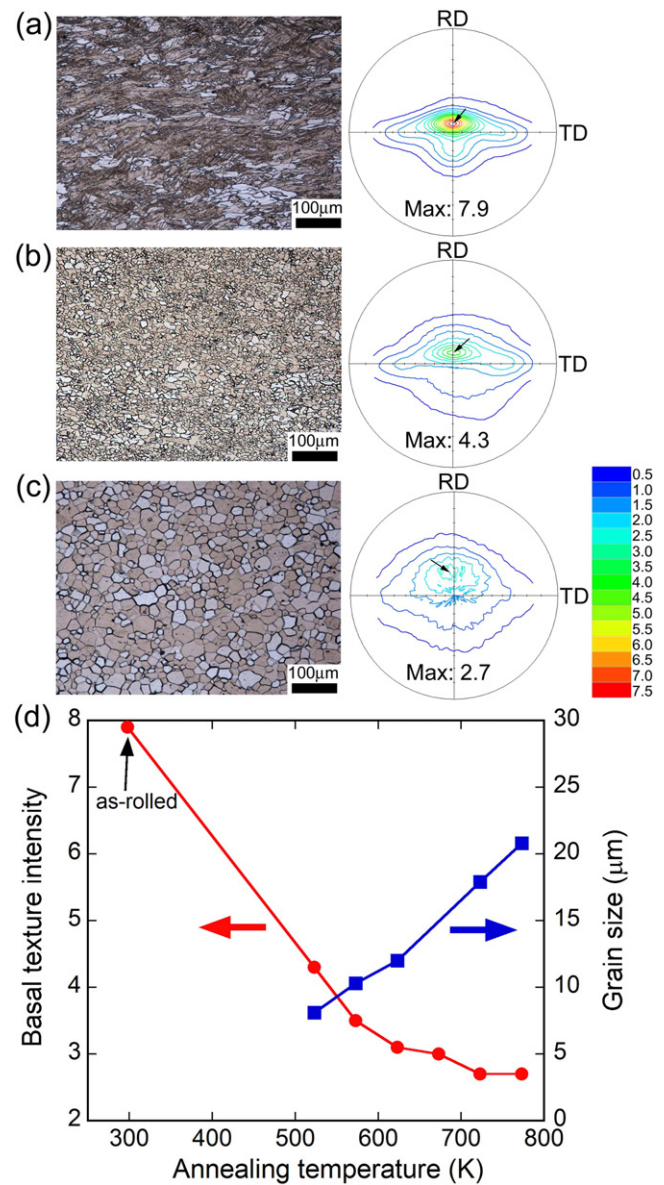 (a)
RD
TD
100μm
Max: 7.9
(b)
RD
TD
100μm
Max: 4.3
(c)
RD
TD
100μm
Max: 2.7
0.5
1.0
1.5
2.0
2.5
3.0
3.5
4.0
4.5
5.0
5.5
6.0
6.5
7.0
7.5
(d)
8
7
6
5
4
3
2
Basal texture intensity
as-rolled
30
25
20
15
10
5
0
Grain size (μm)
300 400 500 600 700 800
Annealing temperature (K)